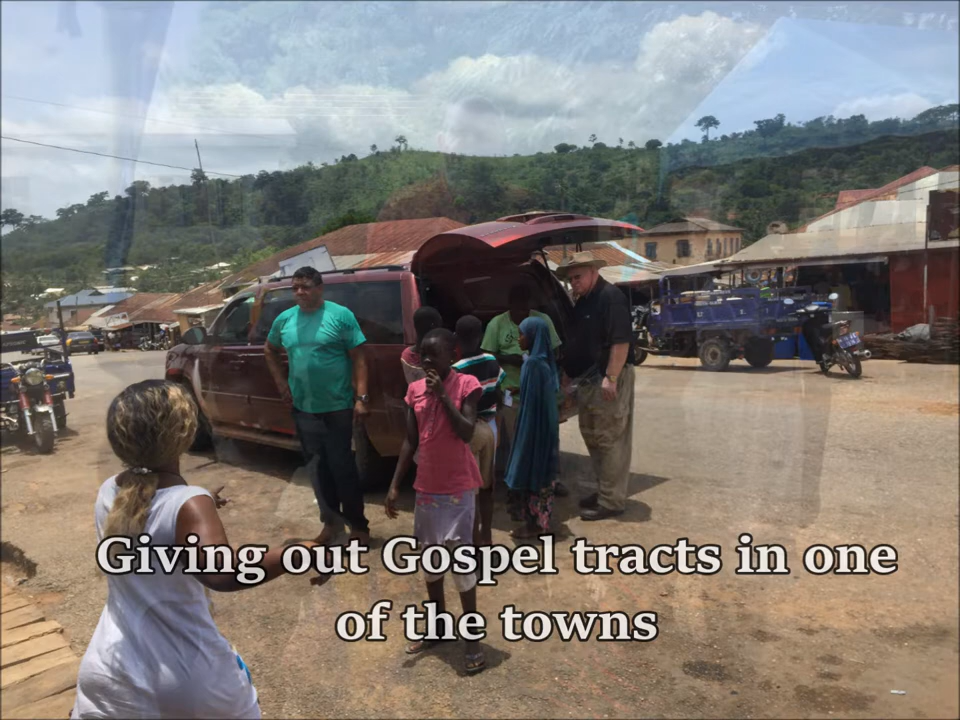 Giving out Gospel tracts in one
of the towns